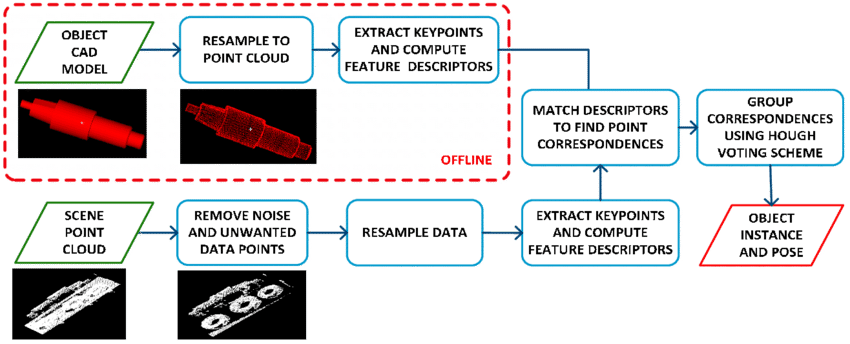 OBJECT
CAD
MODEL
RESAMPLE TO
POINT CLOUD
EXTRACT KEYPOINTS
AND COMPUTE
FEATURE DESCRIPTORS
OFFLINE
MATCH DESCRIPTORS
TO FIND POINT
CORRESPONDENCES
GROUP
CORRESPONDENCES
USING HOUGH
VOTING SCHEME
SCENE
POINT
CLOUD
REMOVE NOISE
AND UNWANTED
DATA POINTS
RESAMPLE DATA
EXTRACT KEYPOINTS
AND COMPUTE
FEATURE DESCRIPTORS
OBJECT
INSTANCE
AND POSE